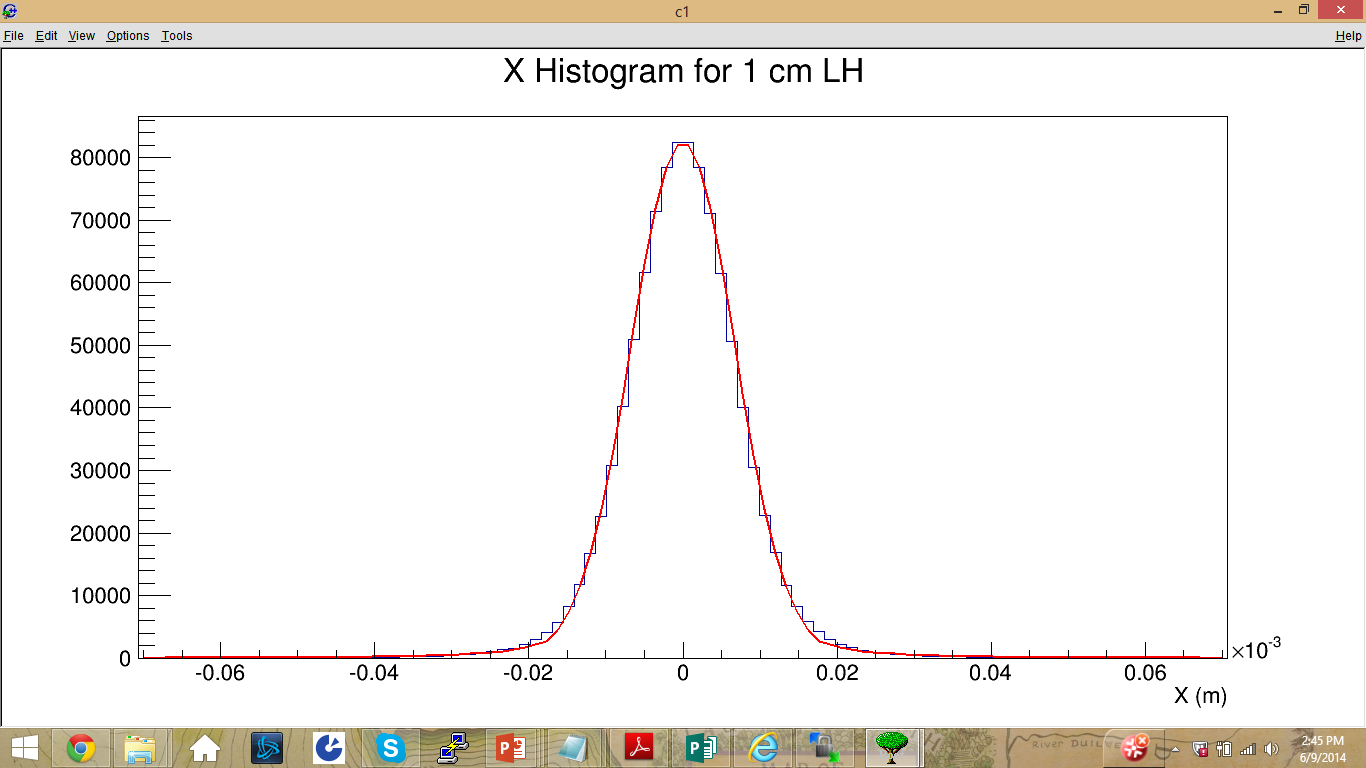 c1
File Edit View Options Tools Help
X Histogram for 1 cm LH
80000
70000
60000
50000
40000
30000
20000
10000
0
-0.06 -0.04 -0.02 0 0.02 0.04 0.06 ×10⁻³
X (m)
River DUILWEN
2:45 PM
6/9/2014